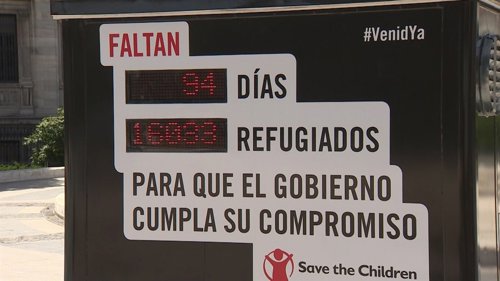 FALTAN
#VenidYa
94 DÍAS
16083 REFUGIADOS
PARA QUE EL GOBIERNO
CUMPLA SU COMPROMISO
Save the Children